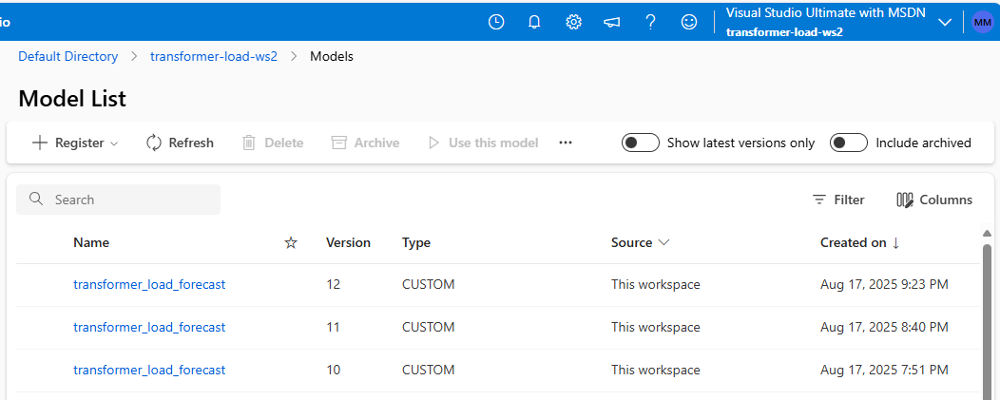 io
Visual Studio Ultimate with MSDN
transformer-load-ws2
MM
Default Directory > transformer-load-ws2 > Models
Model List
Register Refresh Delete Archive Use this model ... Show latest versions only Include archived
Search Filter Columns
Name Version Type Source Created on ↓
transformer_load_forecast 12 CUSTOM This workspace Aug 17, 2025 9:23 PM
transformer_load_forecast 11 CUSTOM This workspace Aug 17, 2025 8:40 PM
transformer_load_forecast 10 CUSTOM This workspace Aug 17, 2025 7:51 PM